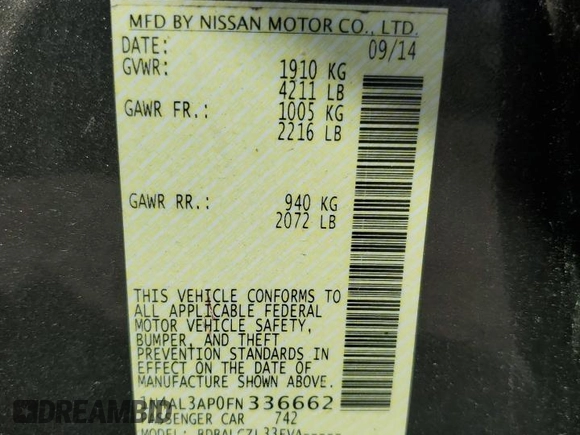 MFD BY NISSAN MOTOR CO., LTD.
DATE: 09/14
GVWR: 1910 KG
4211 LB
GAWR FR.: 1005 KG
2216 LB
GAWR RR.: 940 KG
2072 LB
THIS VEHICLE CONFORMS TO
ALL APPLICABLE FEDERAL
MOTOR VEHICLE SAFETY,
BUMPER, AND THEFT
PREVENTION STANDARDS IN
EFFECT ON THE DATE OF
MANUFACTURE SHOWN ABOVE.
336662
PASSENGER CAR 742
DREAMBID